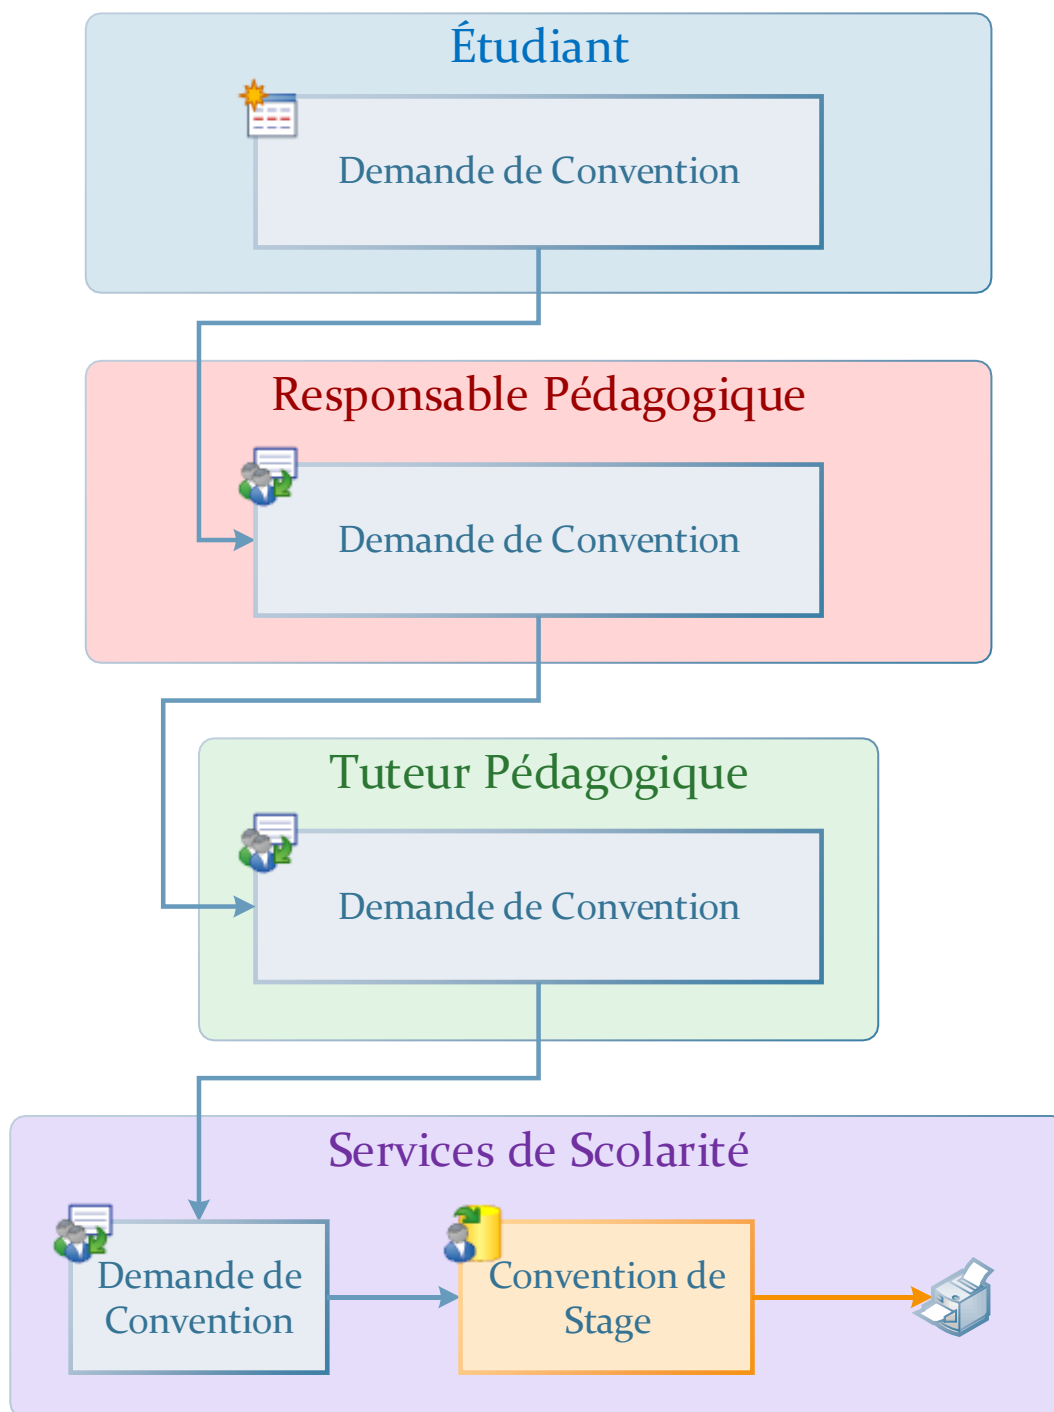 Étudiant
Demande de Convention
Responsable Pédagogique
Demande de Convention
Tuteur Pédagogique
Demande de Convention
Services de Scolarité
Demande de
Convention
Convention de
Stage